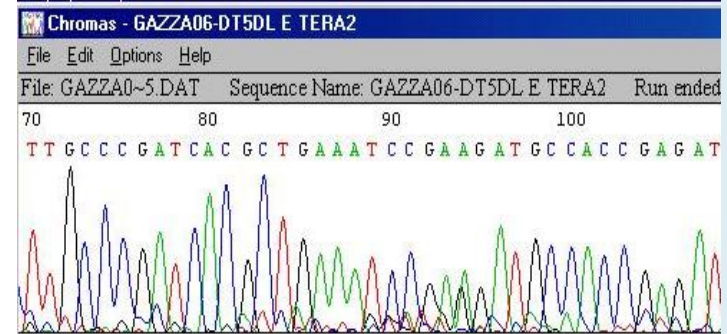 Chromas - GAZZA06-DT5DL E TERA2
File Edit Options Help
File: GAZZA0~5.DAT Sequence Name: GAZZA06-DT5DL E TERA2 Run ended
70 80 90 100
T T G C C C G A T C A C G C T G A A A T C C G A A G A T G C C A C C G A G A T